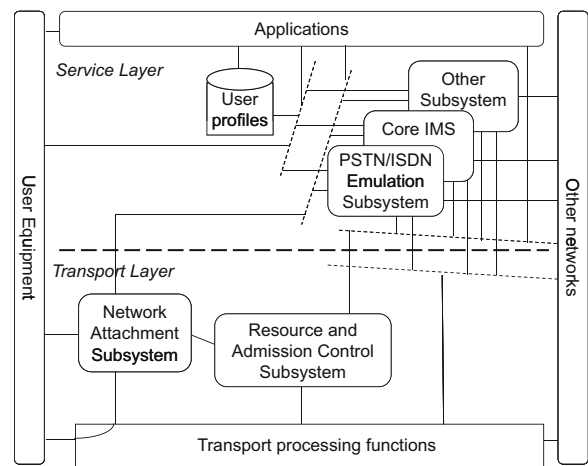 Applications
Service Layer
User
profiles
Other
Subsystem
Core IMS
PSTN/ISDN
Emulation
Subsystem
User Equipment
Other networks
Transport Layer
Network
Attachment
Subsystem
Resource and
Admission Control
Subsystem
Transport processing functions